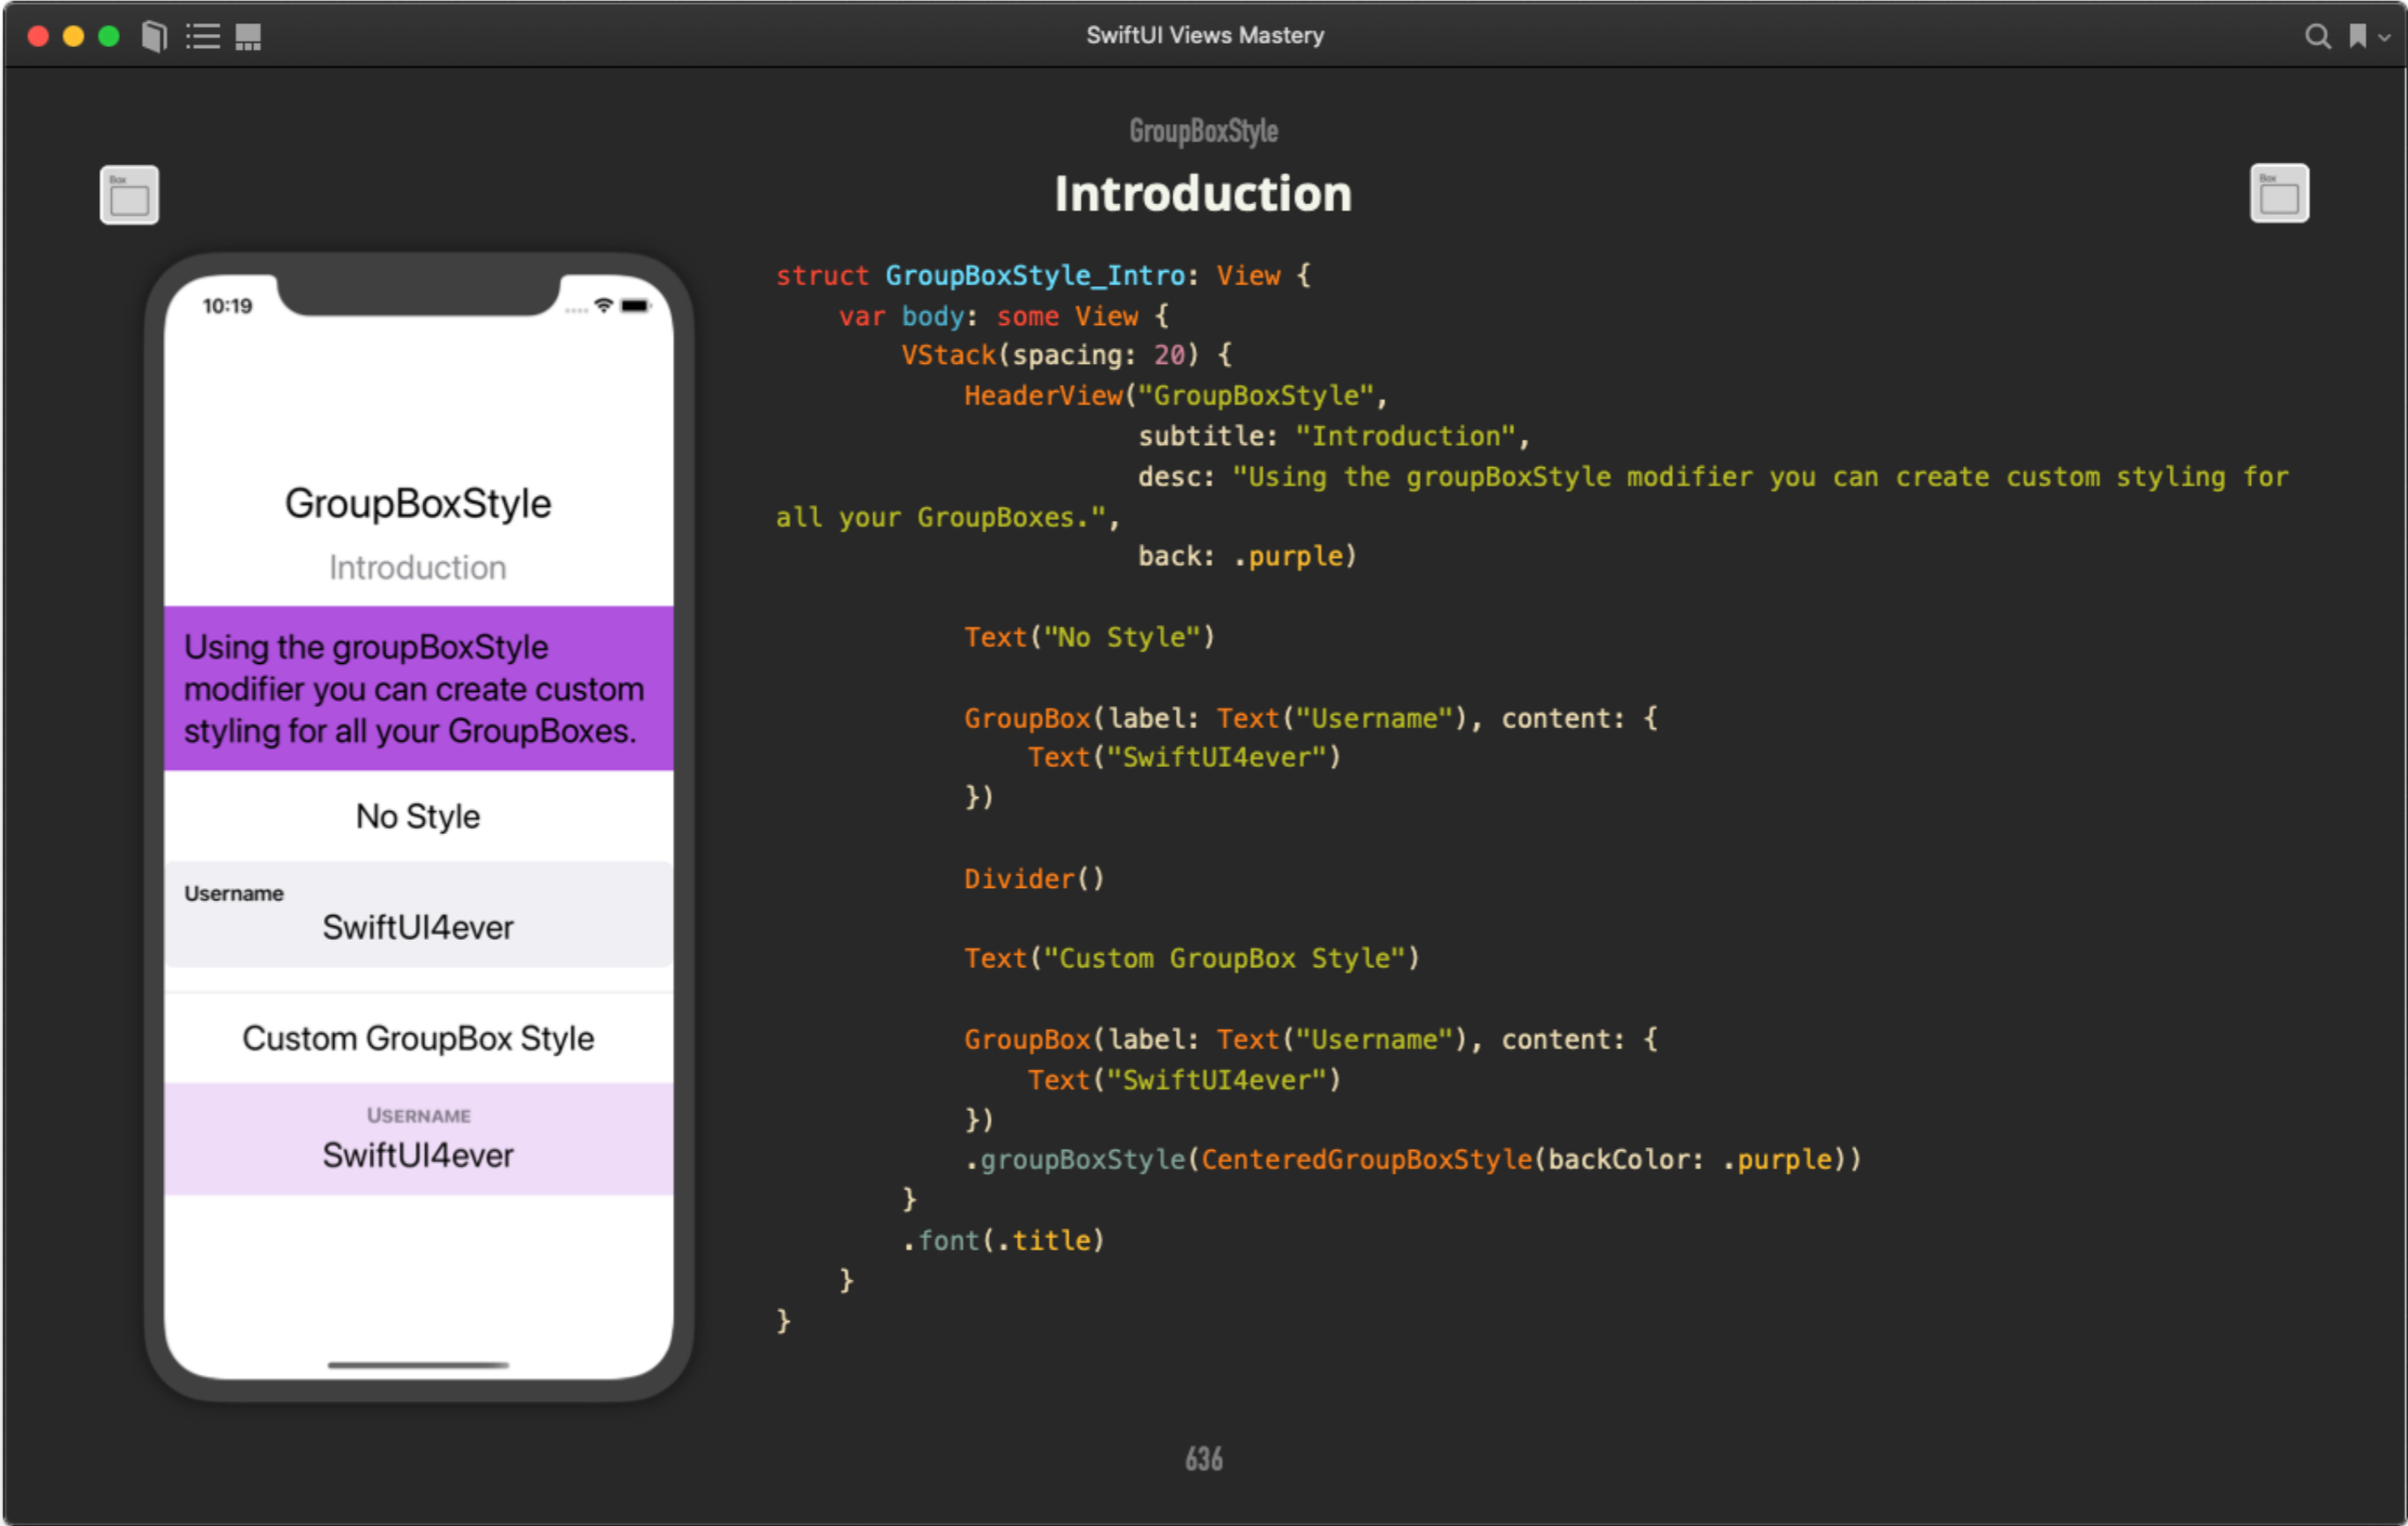 SwiftUI Views Mastery
GroupBoxStyle
Introduction
Box
Box
10:19
GroupBoxStyle
Introduction
Using the groupBoxStyle
modifier you can create custom
styling for all your GroupBoxes.
No Style
Username
SwiftUI4ever
Custom GroupBox Style
USERNAME
SwiftUI4ever
struct GroupBoxStyle_Intro: View {
    var body: some View {
        VStack(spacing: 20) {
            HeaderView("GroupBoxStyle",
                       subtitle: "Introduction",
                       desc: "Using the groupBoxStyle modifier you can create custom styling for
all your GroupBoxes.",
                       back: .purple)
            Text("No Style")
            GroupBox(label: Text("Username"), content: {
                Text("SwiftUI4ever")
            })
            Divider()
            Text("Custom GroupBox Style")
            GroupBox(label: Text("Username"), content: {
                Text("SwiftUI4ever")
            })
            .groupBoxStyle(CenteredGroupBoxStyle(backColor: .purple))
        }
        .font(.title)
    }
}
636